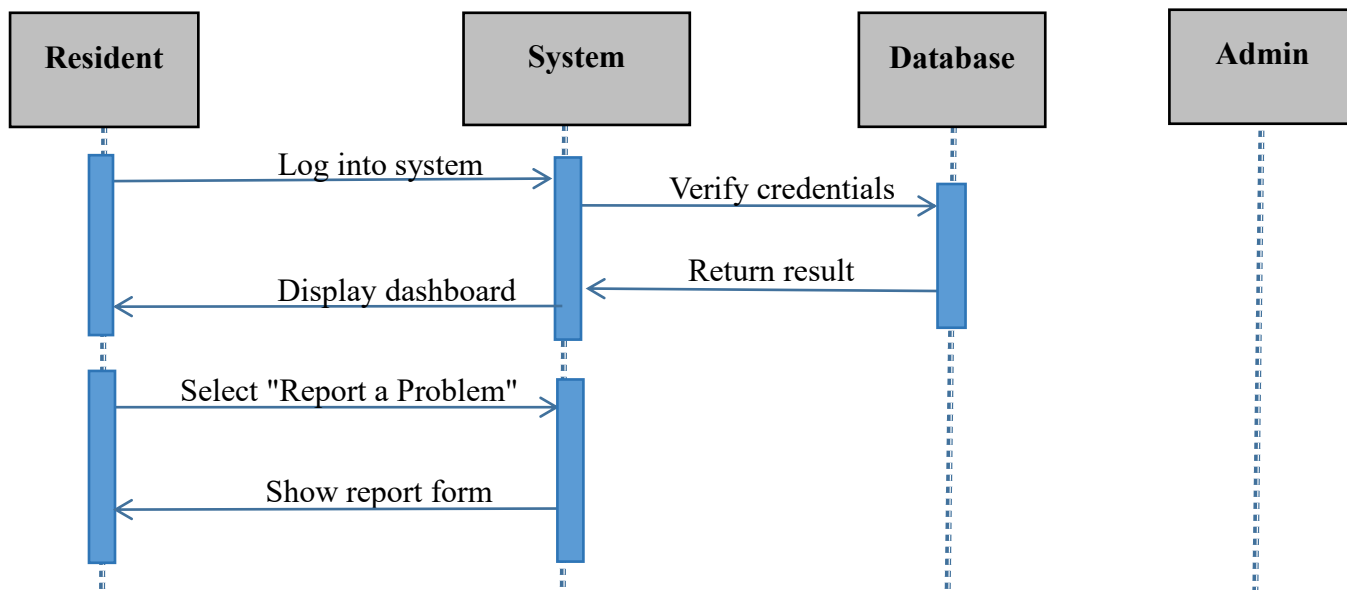 Resident
System
Database
Admin
Log into system
Verify credentials
Return result
Display dashboard
Select "Report a Problem"
Show report form